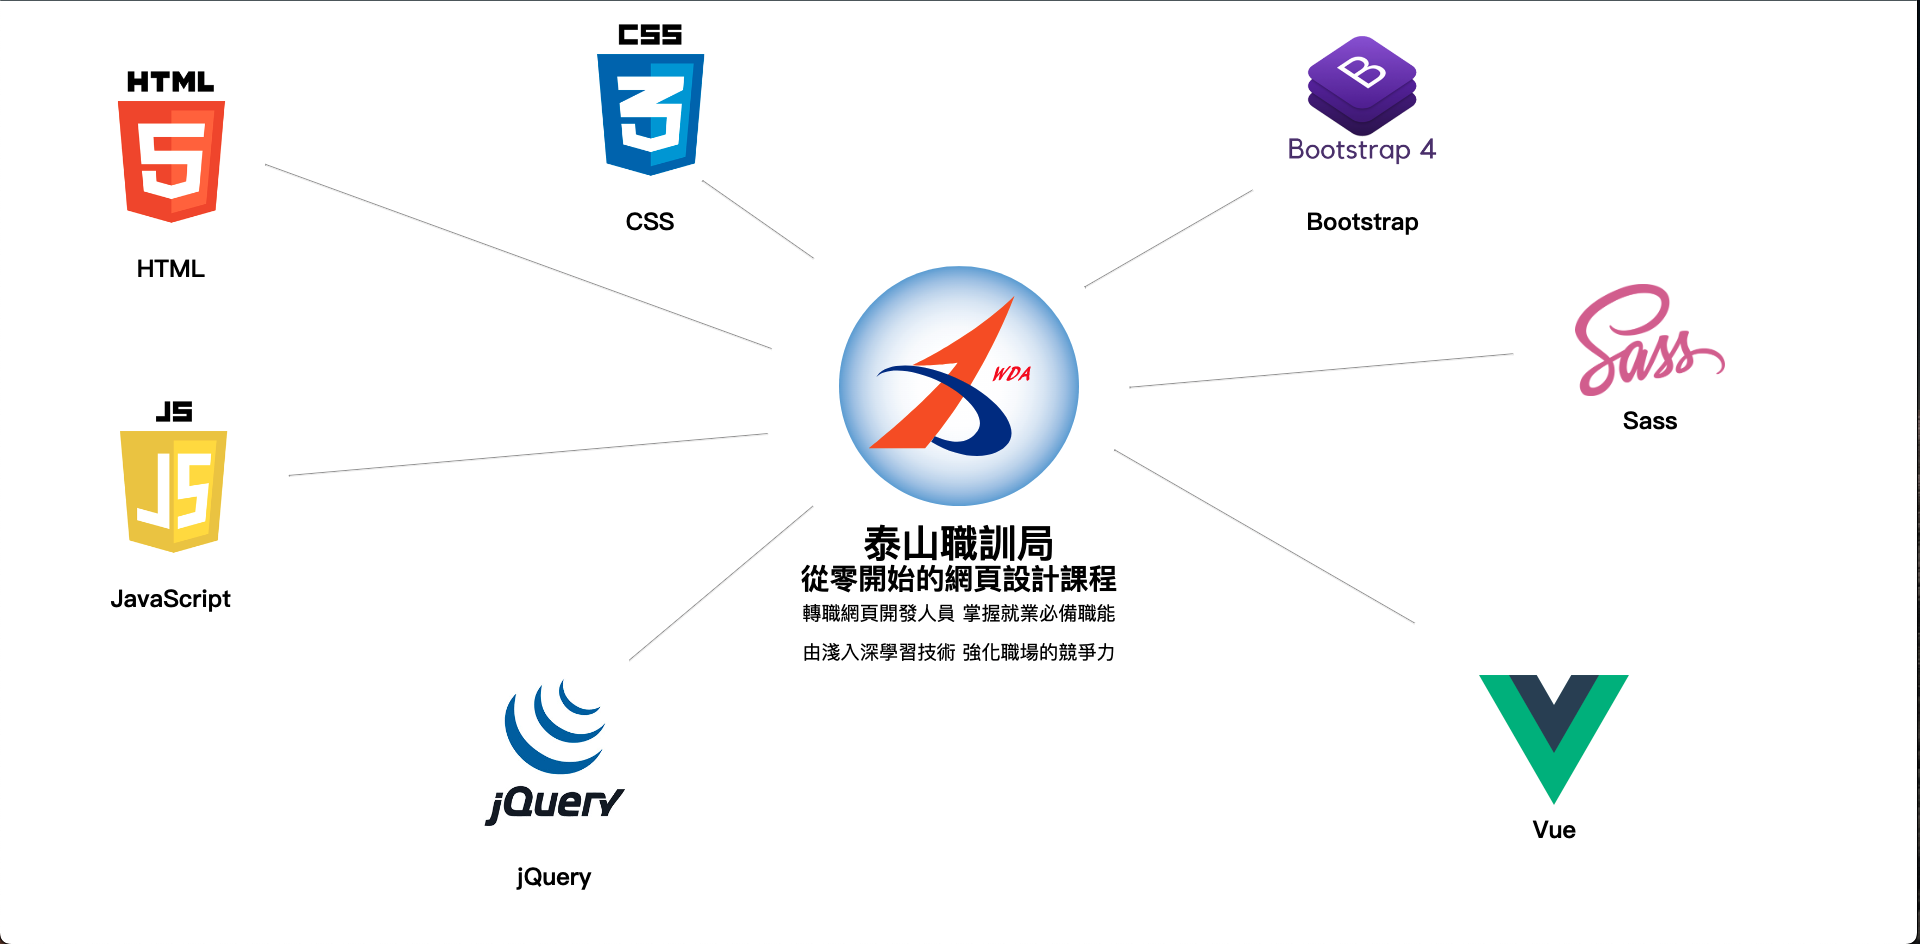 HTML
HTML
CSS
CSS
Bootstrap 4
Bootstrap
Sass
Sass
WDA
泰山職訓局
從零開始的網頁設計課程
轉職網頁開發人員 掌握就業必備職能
由淺入深學習技術 強化職場的競爭力
JS
JS
JavaScript
jQuery
jQuery
Vue
5
3
B